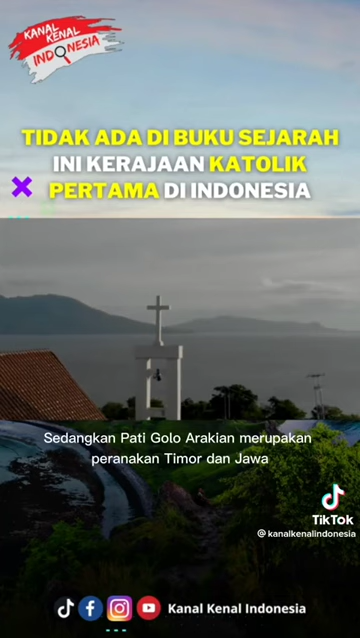 KANAL
KENAL
INDONESIA
TIDAK ADA DI BUKU SEJARAH
INI KERAJAAN KATOLIK
PERTAMA DI INDONESIA
Sedangkan Pati Golo Arakian merupakan
peranakan Timor dan Jawa
TikTok
@kanalkenalindonesia
Kanal Kenal Indonesia